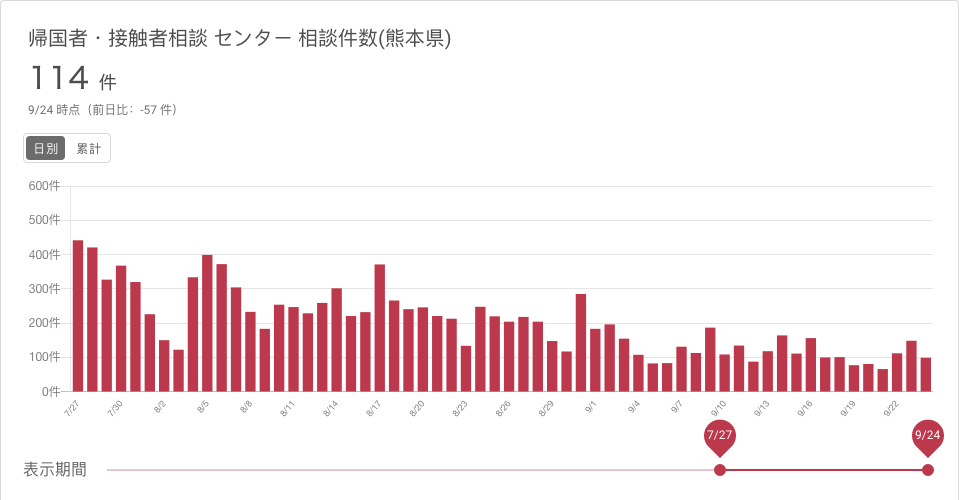 帰国者・接触者相談 センター 相談件数(熊本県)
114 件
9/24 時点（前日比：-57 件）
日別 累計
600件
500件
400件
300件
200件
100件
0件
7/27 7/30 8/2 8/5 8/8 8/11 8/14 8/17 8/20 8/23 8/26 8/29 9/1 9/4 9/7 9/10 9/13 9/16 9/19 9/22
7/27 9/24
表示期間